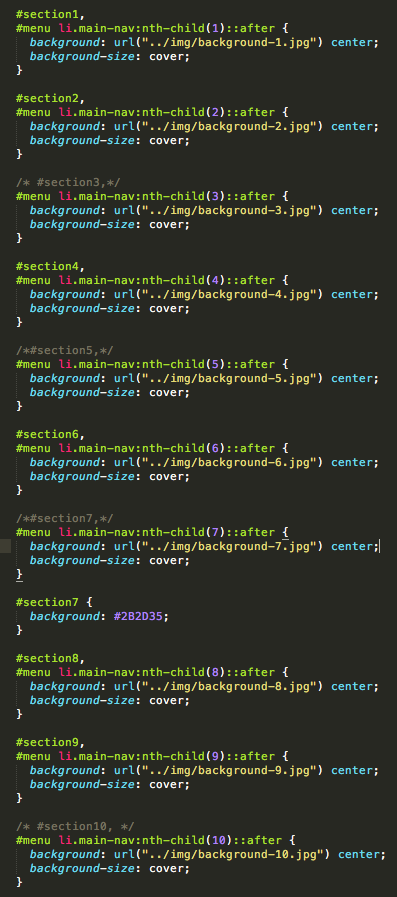 #section1,
#menu li.main-nav:nth-child(1)::after {
  background: url("../img/background-1.jpg") center;
  background-size: cover;
}

#section2,
#menu li.main-nav:nth-child(2)::after {
  background: url("../img/background-2.jpg") center;
  background-size: cover;
}

/* #section3,*/
#menu li.main-nav:nth-child(3)::after {
  background: url("../img/background-3.jpg") center;
  background-size: cover;
}

#section4,
#menu li.main-nav:nth-child(4)::after {
  background: url("../img/background-4.jpg") center;
  background-size: cover;
}

/*#section5,*/
#menu li.main-nav:nth-child(5)::after {
  background: url("../img/background-5.jpg") center;
  background-size: cover;
}

#section6,
#menu li.main-nav:nth-child(6)::after {
  background: url("../img/background-6.jpg") center;
  background-size: cover;
}

/*#section7,*/
#menu li.main-nav:nth-child(7)::after {
  background: url("../img/background-7.jpg") center;
  background-size: cover;
}

#section7 {
  background: #2B2D35;
}

#section8,
#menu li.main-nav:nth-child(8)::after {
  background: url("../img/background-8.jpg") center;
  background-size: cover;
}

#section9,
#menu li.main-nav:nth-child(9)::after {
  background: url("../img/background-9.jpg") center;
  background-size: cover;
}

/* #section10, */
#menu li.main-nav:nth-child(10)::after {
  background: url("../img/background-10.jpg") center;
  background-size: cover;
}